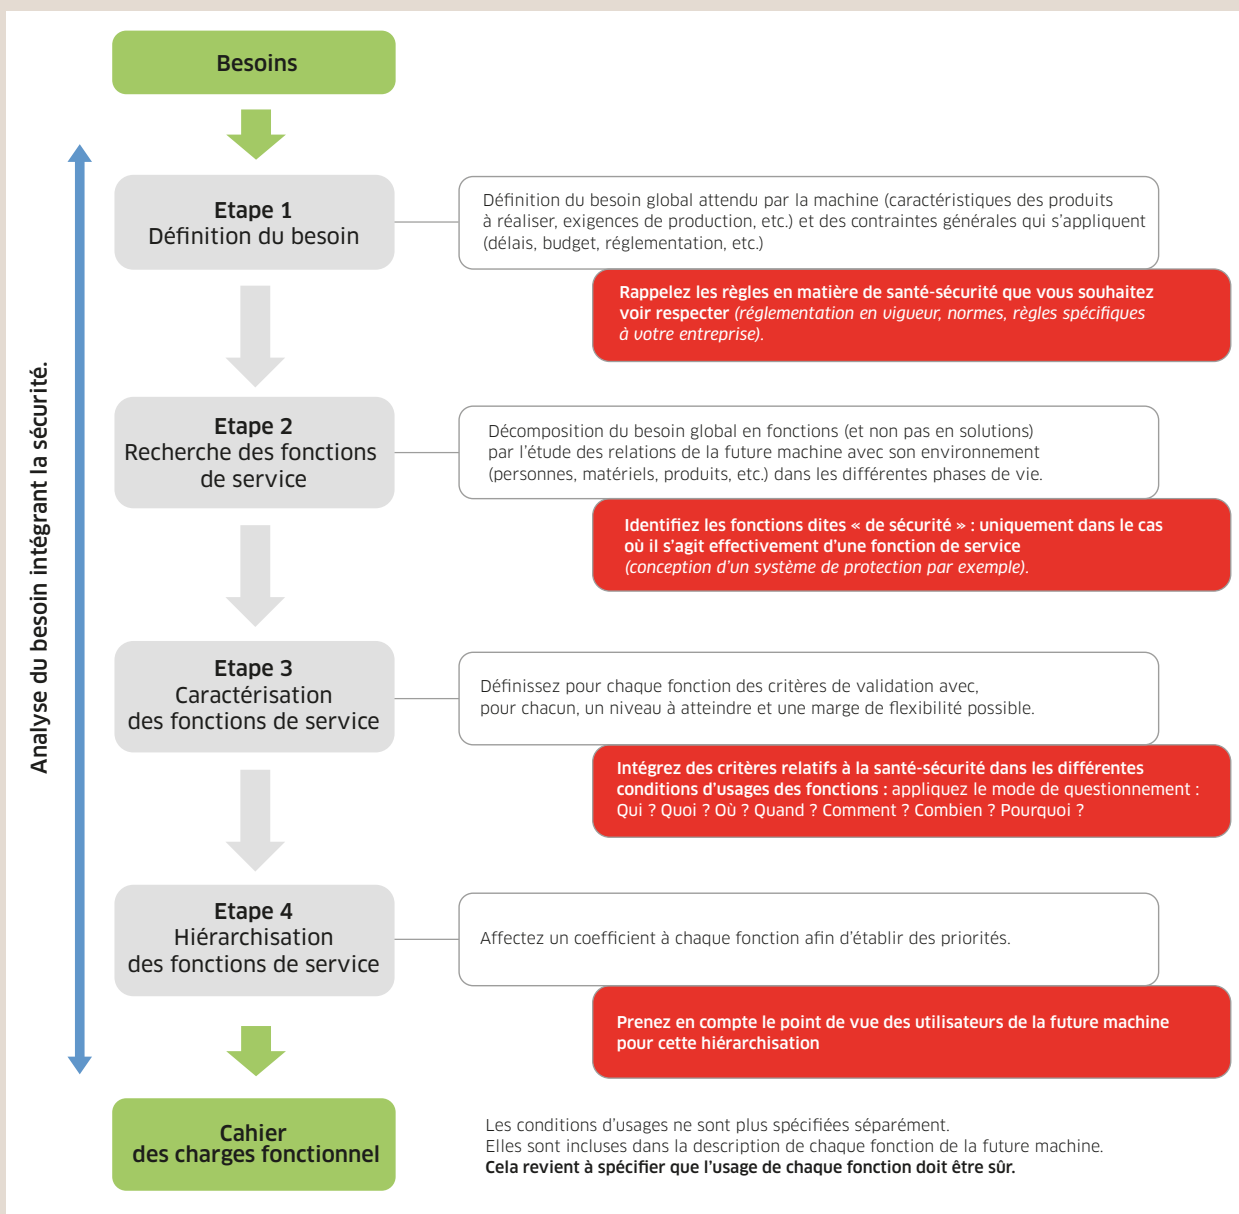 Besoins
Analyse du besoin intégrant la sécurité.
Etape 1
Définition du besoin
Définition du besoin global attendu par la machine (caractéristiques des produits
à réaliser, exigences de production, etc.) et des contraintes générales qui s'appliquent
(délais, budget, réglementation, etc.)
Rappelez les règles en matière de santé-sécurité que vous souhaitez
voir respecter (réglementation en vigueur, normes, règles spécifiques
à votre entreprise).
Etape 2
Recherche des fonctions
de service
Décomposition du besoin global en fonctions (et non pas en solutions)
par l'étude des relations de la future machine avec son environnement
(personnes, matériels, produits, etc.) dans les différentes phases de vie.
Identifiez les fonctions dites « de sécurité » : uniquement dans le cas
où il s'agit effectivement d'une fonction de service
(conception d'un système de protection par exemple).
Etape 3
Caractérisation
des fonctions de service
Définissez pour chaque fonction des critères de validation avec,
pour chacun, un niveau à atteindre et une marge de flexibilité possible.
Intégrez des critères relatifs à la santé-sécurité dans les différentes
conditions d'usages des fonctions : appliquez le mode de questionnement :
Qui ? Quoi ? Où ? Quand ? Comment ? Combien ? Pourquoi ?
Etape 4
Hiérarchisation
des fonctions de service
Affectez un coefficient à chaque fonction afin d'établir des priorités.
Prenez en compte le point de vue des utilisateurs de la future machine
pour cette hiérarchisation
Cahier
des charges fonctionnel
Les conditions d'usages ne sont plus spécifiées séparément.
Elles sont incluses dans la description de chaque fonction de la future machine.
Cela revient à spécifier que l'usage de chaque fonction doit être sûr.